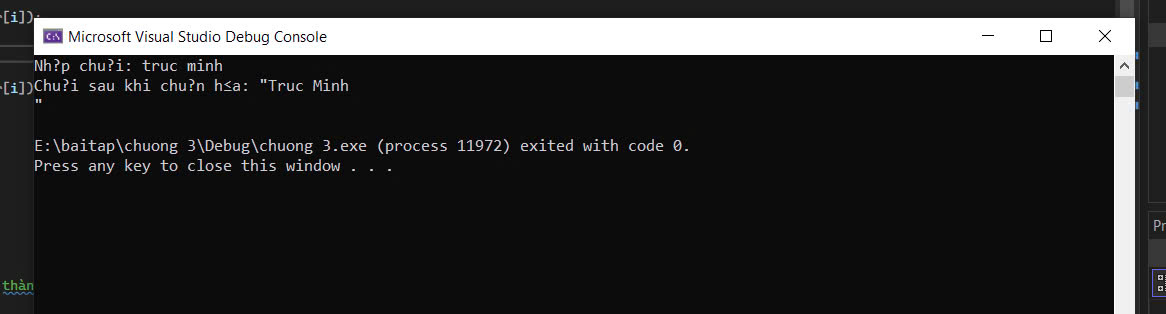 r[i]);
Microsoft Visual Studio Debug Console
Nh?p chu?i: truc minh
Chu?i sau khi chu?n h≤a: "Truc Minh
"
r[i])
E:\baitap\chuong 3\Debug\chuong 3.exe (process 11972) exited with code 0.
Press any key to close this window . . .
Pr
thàn